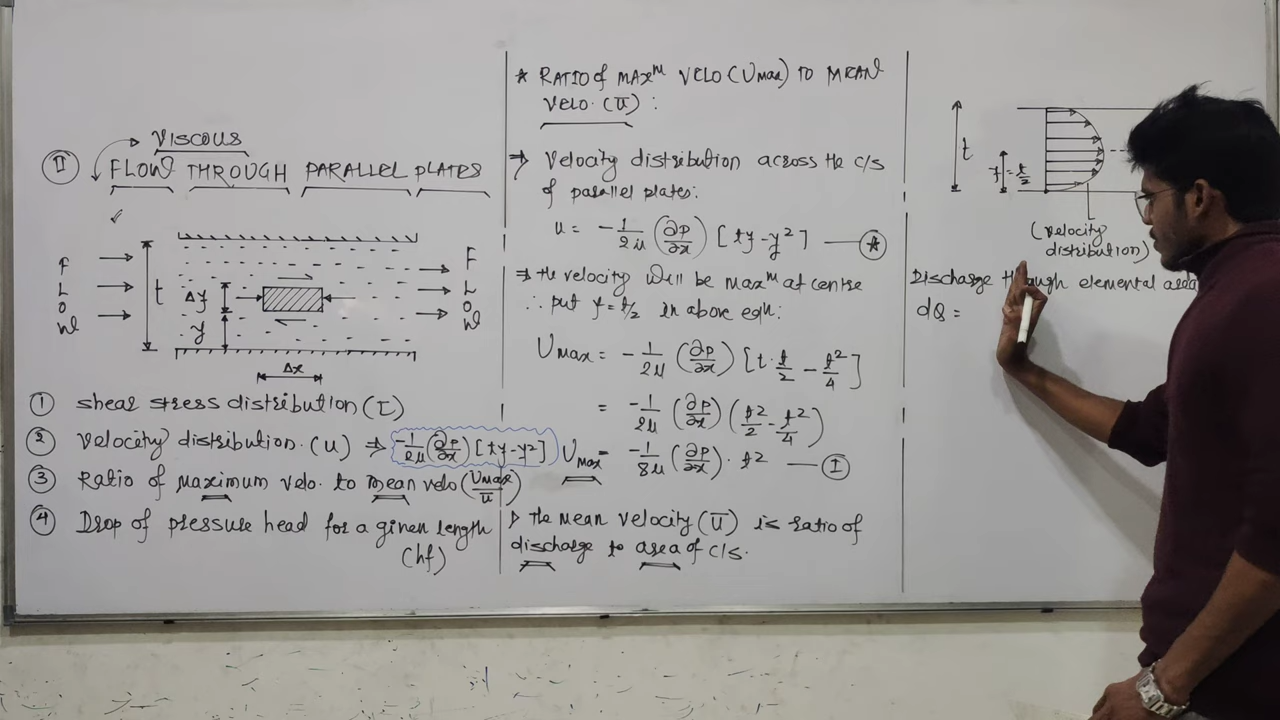 II
VISCOUS
FLOW THROUGH PARALLEL PLATES
F L O W
t
Δy
y
Δx
F L O W
① shear stress distribution (τ)
② Velocity distribution. (u) ⇒ -1/2μ (∂p/∂x) [ty-y²]
③ Ratio of maximum velo. to mean velo (Umax/ū)
④ Drop of pressure head for a given length
(hf)
* RATIO of MAXᵐ VELO (Umax) TO MEAN
VELO. (ū) :
⇒ Velocity distribution across the c/s
of parallel plates:
u = -1/2μ (∂p/∂x) [ty-y²] — *
⇒ the velocity will be maxᵐ at centre
∴ put y = t/2 in above eqn:
Umax = -1/2μ (∂p/∂x) [t · t/2 - t²/4]
= -1/2μ (∂p/∂x) (t²/2 - t²/4)
Umax = -1/8μ (∂p/∂x) · t² — I
▷ the mean velocity (ū) is ratio of
discharge to area of c/s.
t
y = t/2
(velocity
distribution)
Discharge elemental area
dQ =